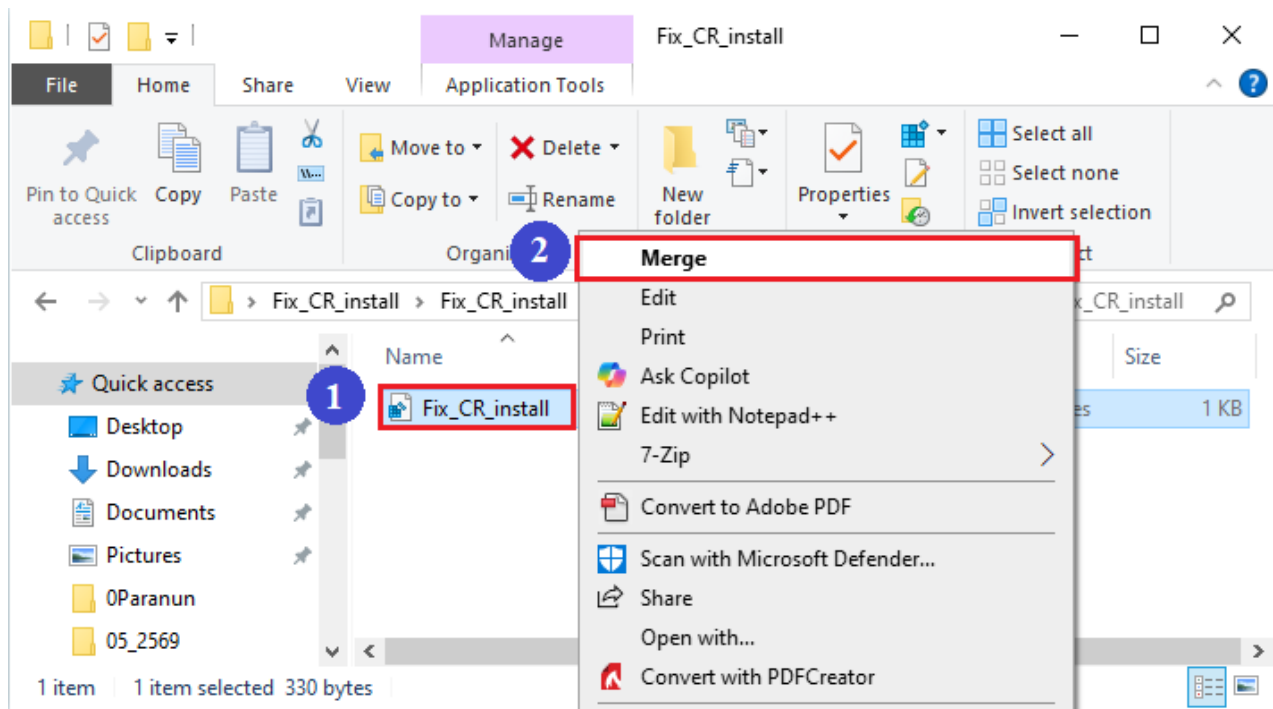 Manage
Fix_CR_install
File
Home
Share
View
Application Tools
?
Pin to Quick access
Copy
Paste
Move to
Copy to
Delete
Rename
New folder
Properties
Select all
Select none
Invert selection
Clipboard
Organi
ct
2
Merge
Fix_CR_install > Fix_CR_install
x_CR_install
Edit
Print
Name
Size
Quick access
Ask Copilot
1
Fix_CR_install
Edit with Notepad++
es
1 KB
Desktop
7-Zip
Downloads
Documents
Convert to Adobe PDF
Pictures
Scan with Microsoft Defender...
0Paranun
Share
05_2569
Open with...
Convert with PDFCreator
1 item
1 item selected 330 bytes